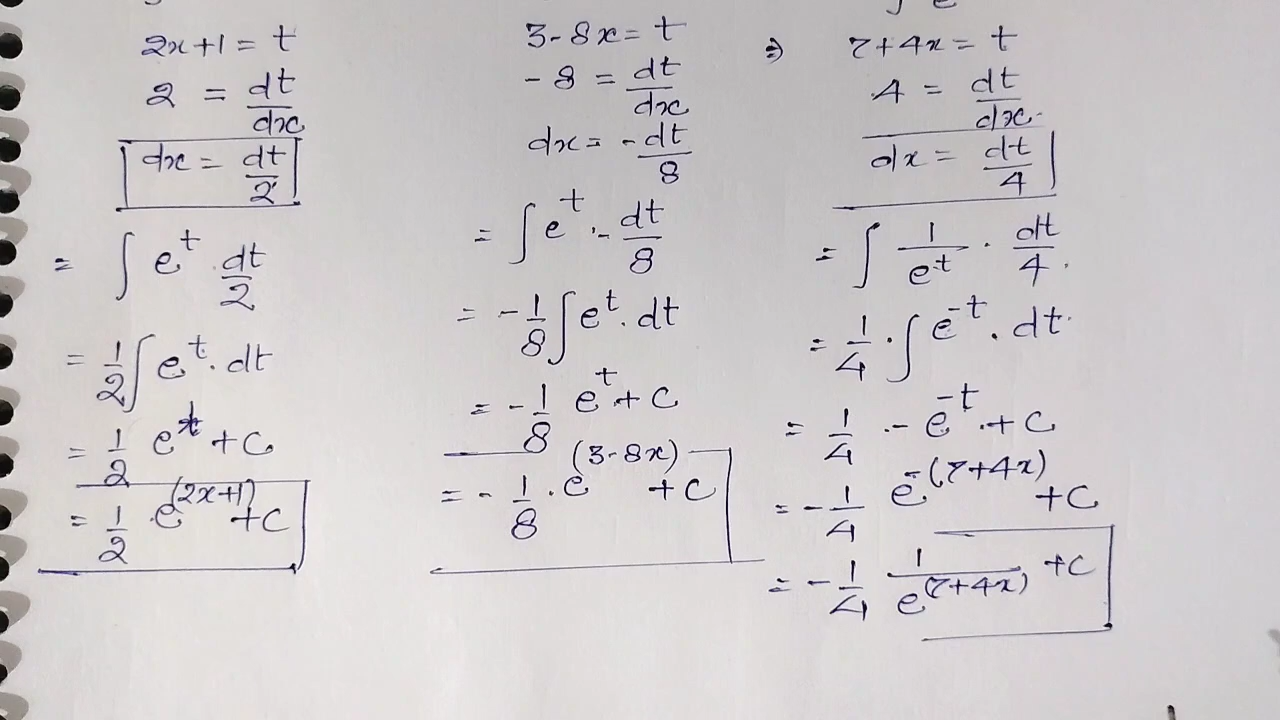 2x+1 = t
2 = dt/dx
dx = dt/2
= ∫ e^t dt/2
= 1/2 ∫ e^t . dt
= 1/2 e^t + C
= 1/2 . e^(2x+1) + C
3-8x = t
-8 = dt/dx
dx = -dt/8
= ∫ e^t . -dt/8
= -1/8 ∫ e^t . dt
= -1/8 e^t + C
= -1/8 . e^(3-8x) + C
⇒ 7+4x = t
4 = dt/dx
dx = dt/4
= ∫ 1/e^t . dt/4
= 1/4 . ∫ e^-t . dt
= 1/4 . - e^-t + C
= -1/4 e^-(7+4x) + C
= -1/4 1/e^(7+4x) + C